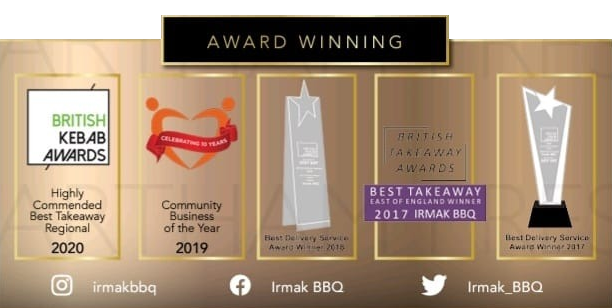 AWARD WINNING
BRITISH
KEBAB
AWARDS
Highly
Commended
Best Takeaway
Regional
2020
CELEBRATING 10 YEARS
Community
Business
of the Year
2019
Best Delivery Service
Award Winner 2018
BRITISH
TAKEAWAY
AWARDS
BEST TAKEAWAY
EAST OF ENGLAND WINNER
2017 IRMAK BBQ
Best Delivery Service
Award Winner 2017
irmakbbq
Irmak BBQ
Irmak_BBQ